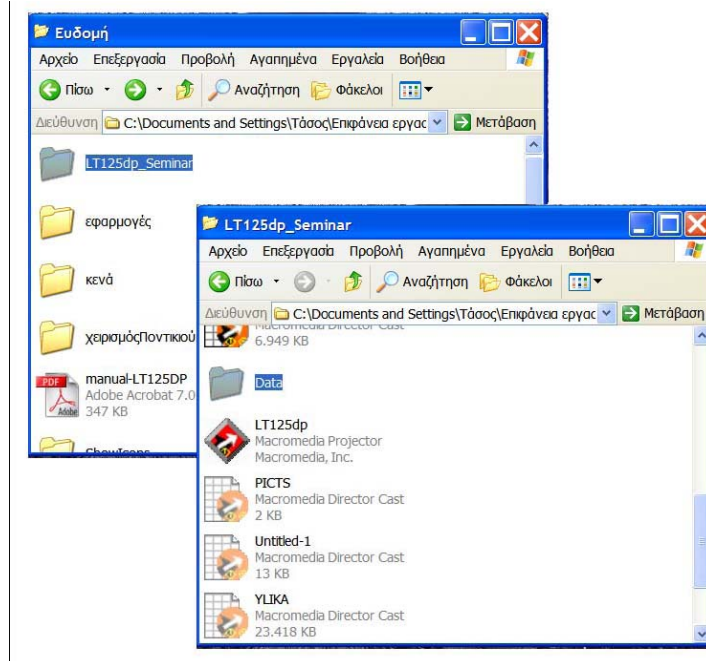 Ευδομή
Αρχείο Επεξεργασία Προβολή Αγαπημένα Εργαλεία Βοήθεια
Πίσω Αναζήτηση Φάκελοι
Διεύθυνση C:\Documents and Settings\Τάσος\Επιφάνεια εργασ Μετάβαση
LT125dp_Seminar
εφαρμογές
κενά
χειρισμόςΠοντικιού
manual-LT125DP
Adobe Acrobat 7.0
347 KB
ShowIcons
LT125dp_Seminar
Αρχείο Επεξεργασία Προβολή Αγαπημένα Εργαλεία Βοήθεια
Πίσω Αναζήτηση Φάκελοι
Διεύθυνση C:\Documents and Settings\Τάσος\Επιφάνεια εργασ Μετάβαση
Macromedia Director Cast
6.949 KB
Data
LT125dp
Macromedia Projector
Macromedia, Inc.
PICTS
Macromedia Director Cast
2 KB
Untitled-1
Macromedia Director Cast
13 KB
YLIKA
Macromedia Director Cast
23.418 KB